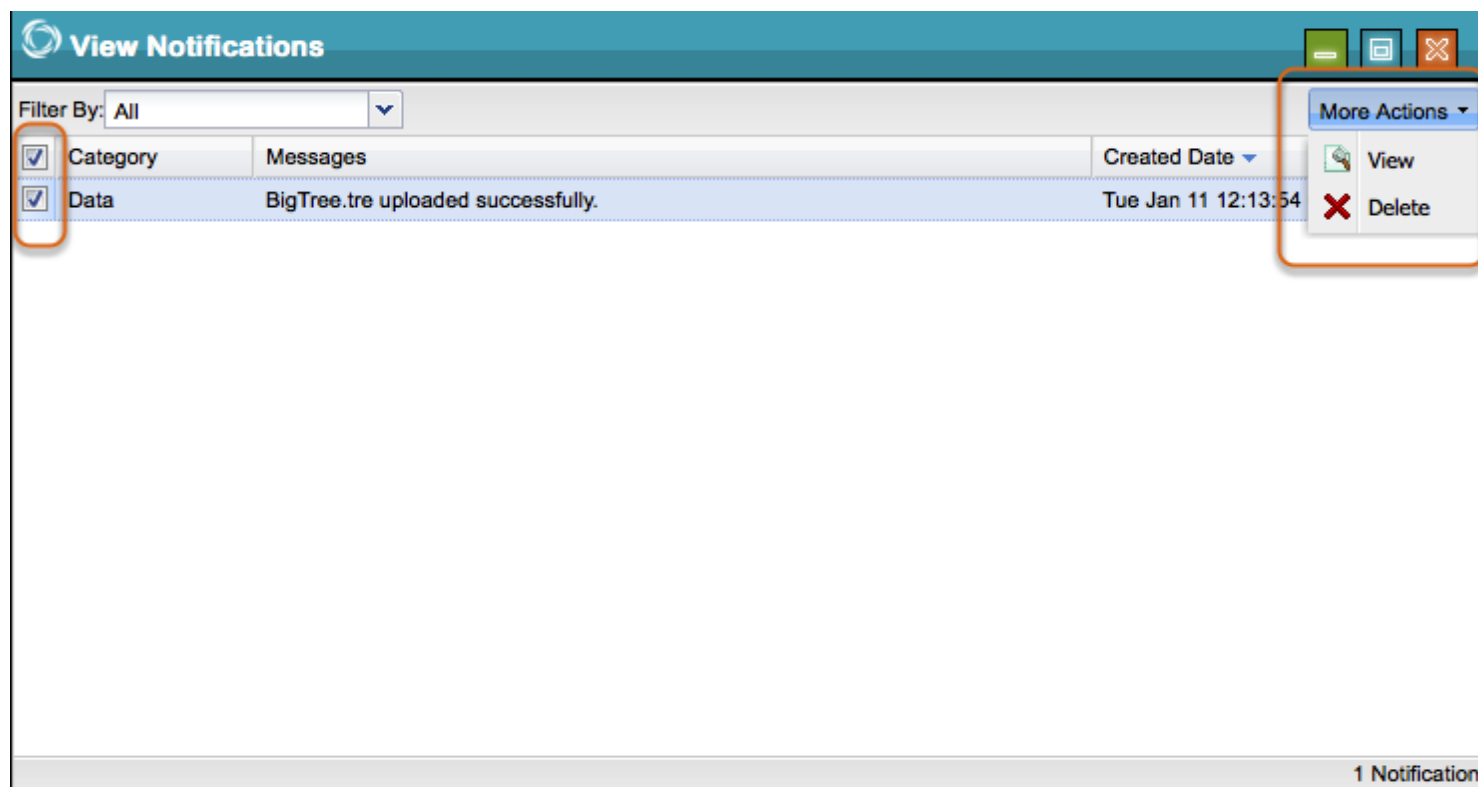 View Notifications
Filter By: All More Actions
Category Messages Created Date View
Data BigTree.tre uploaded successfully. Tue Jan 11 12:13:54 Delete
1 Notification